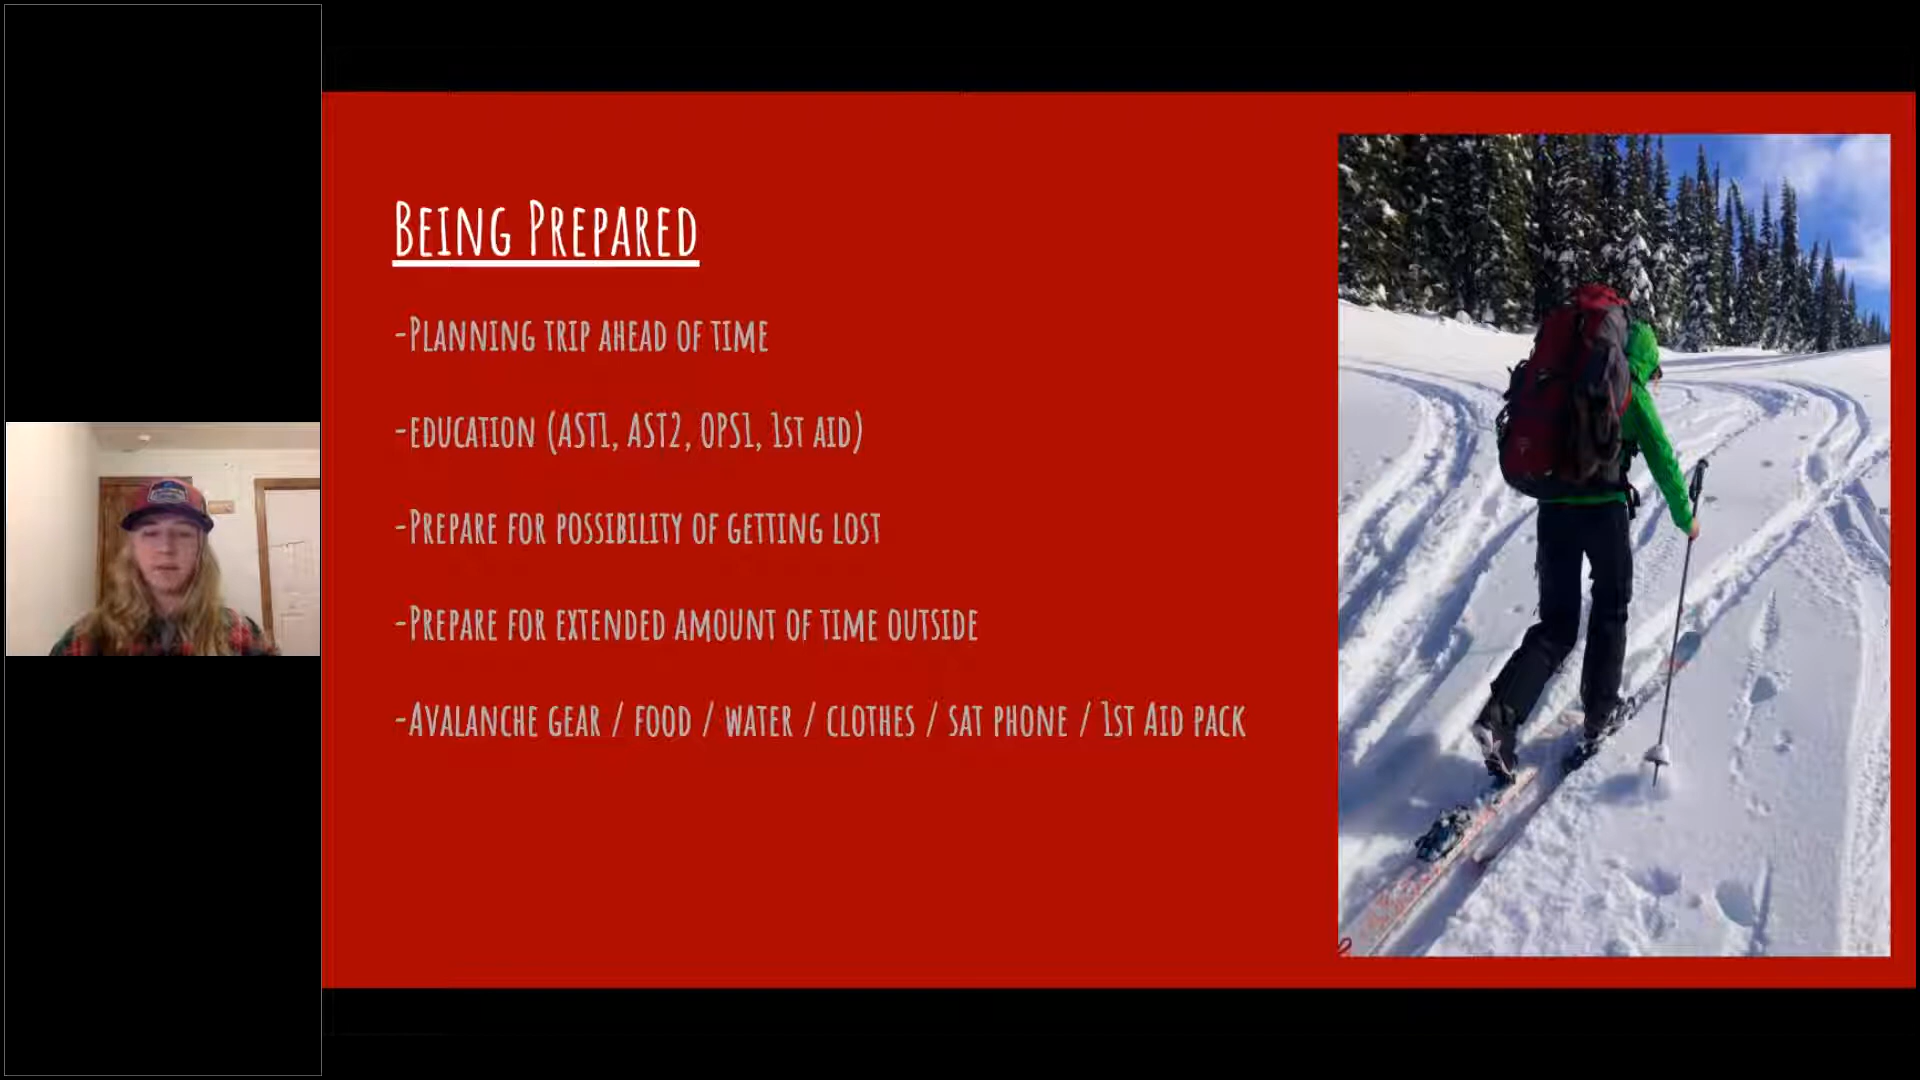 Being Prepared
-Planning trip ahead of time
-education (AST1, AST2, OPS1, 1st aid)
-Prepare for possibility of getting lost
-Prepare for extended amount of time outside
-Avalanche gear / food / water / clothes / sat phone / 1st Aid pack